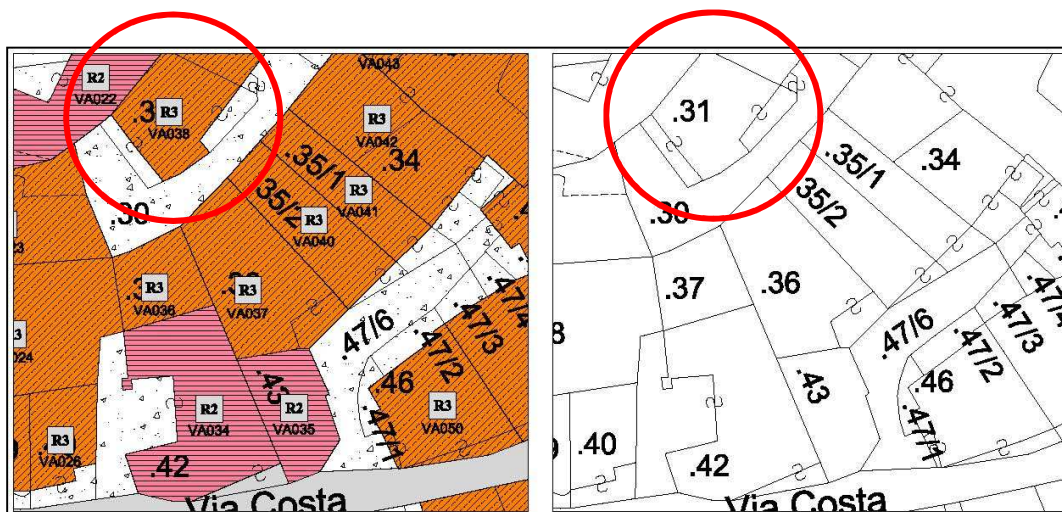 R2
VA022
R3
VA038
VA043
R3
VA042
.34
.35/1
R3
VA041
.35/2
R3
VA040
.30
R3
VA036
R3
VA037
.47/6
.47/4
.47/3
.47/2
.46
R3
VA050
.47/1
.43
R2
VA035
R2
VA034
.42
R3
VA026
Via Costa
.31
.34
.35/1
.35/2
.30
.37
.36
.47/6
.47/4
.47/3
.47/2
.46
.47/1
.43
.40
.42
Via Costa